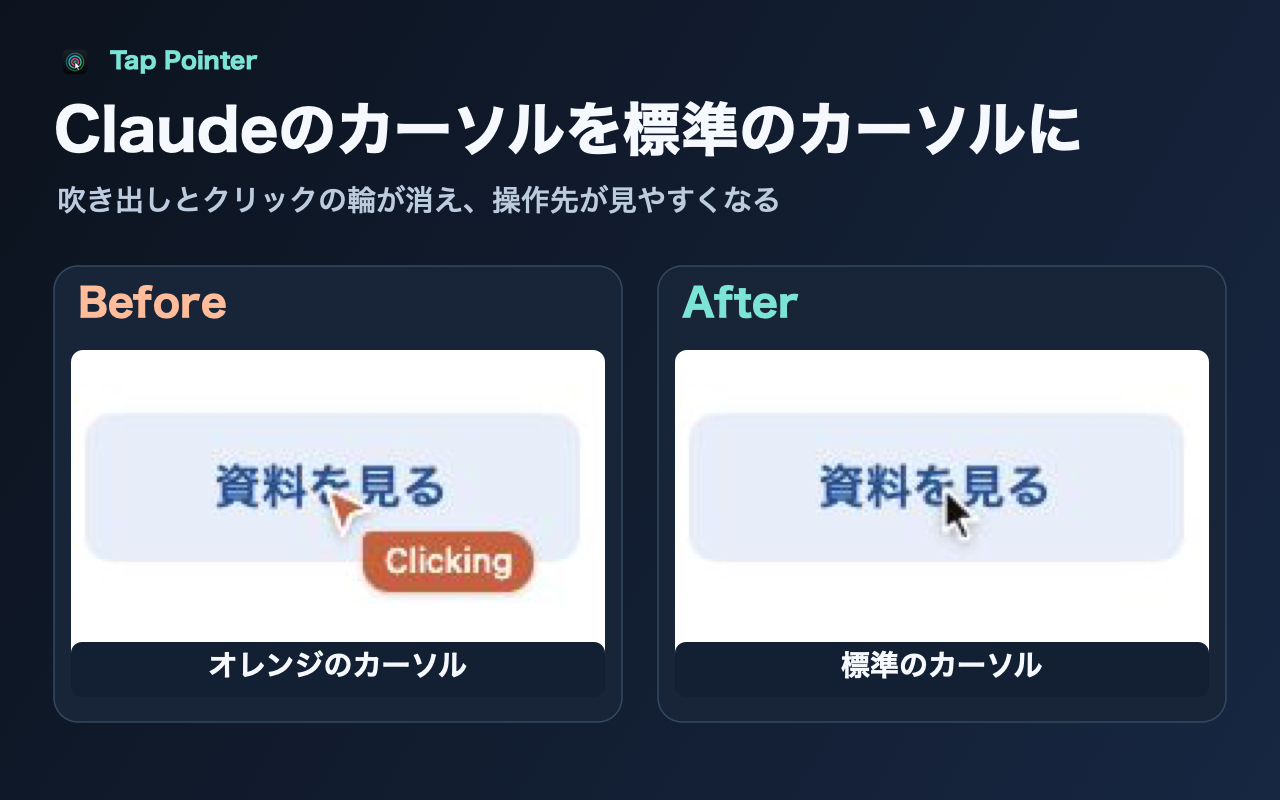 Tap Pointer
Claudeのカーソルを標準のカーソルに
吹き出しとクリックの輪が消え、操作先が見やすくなる
Before
資料を見る
Clicking
オレンジのカーソル
After
資料を見る
標準のカーソル